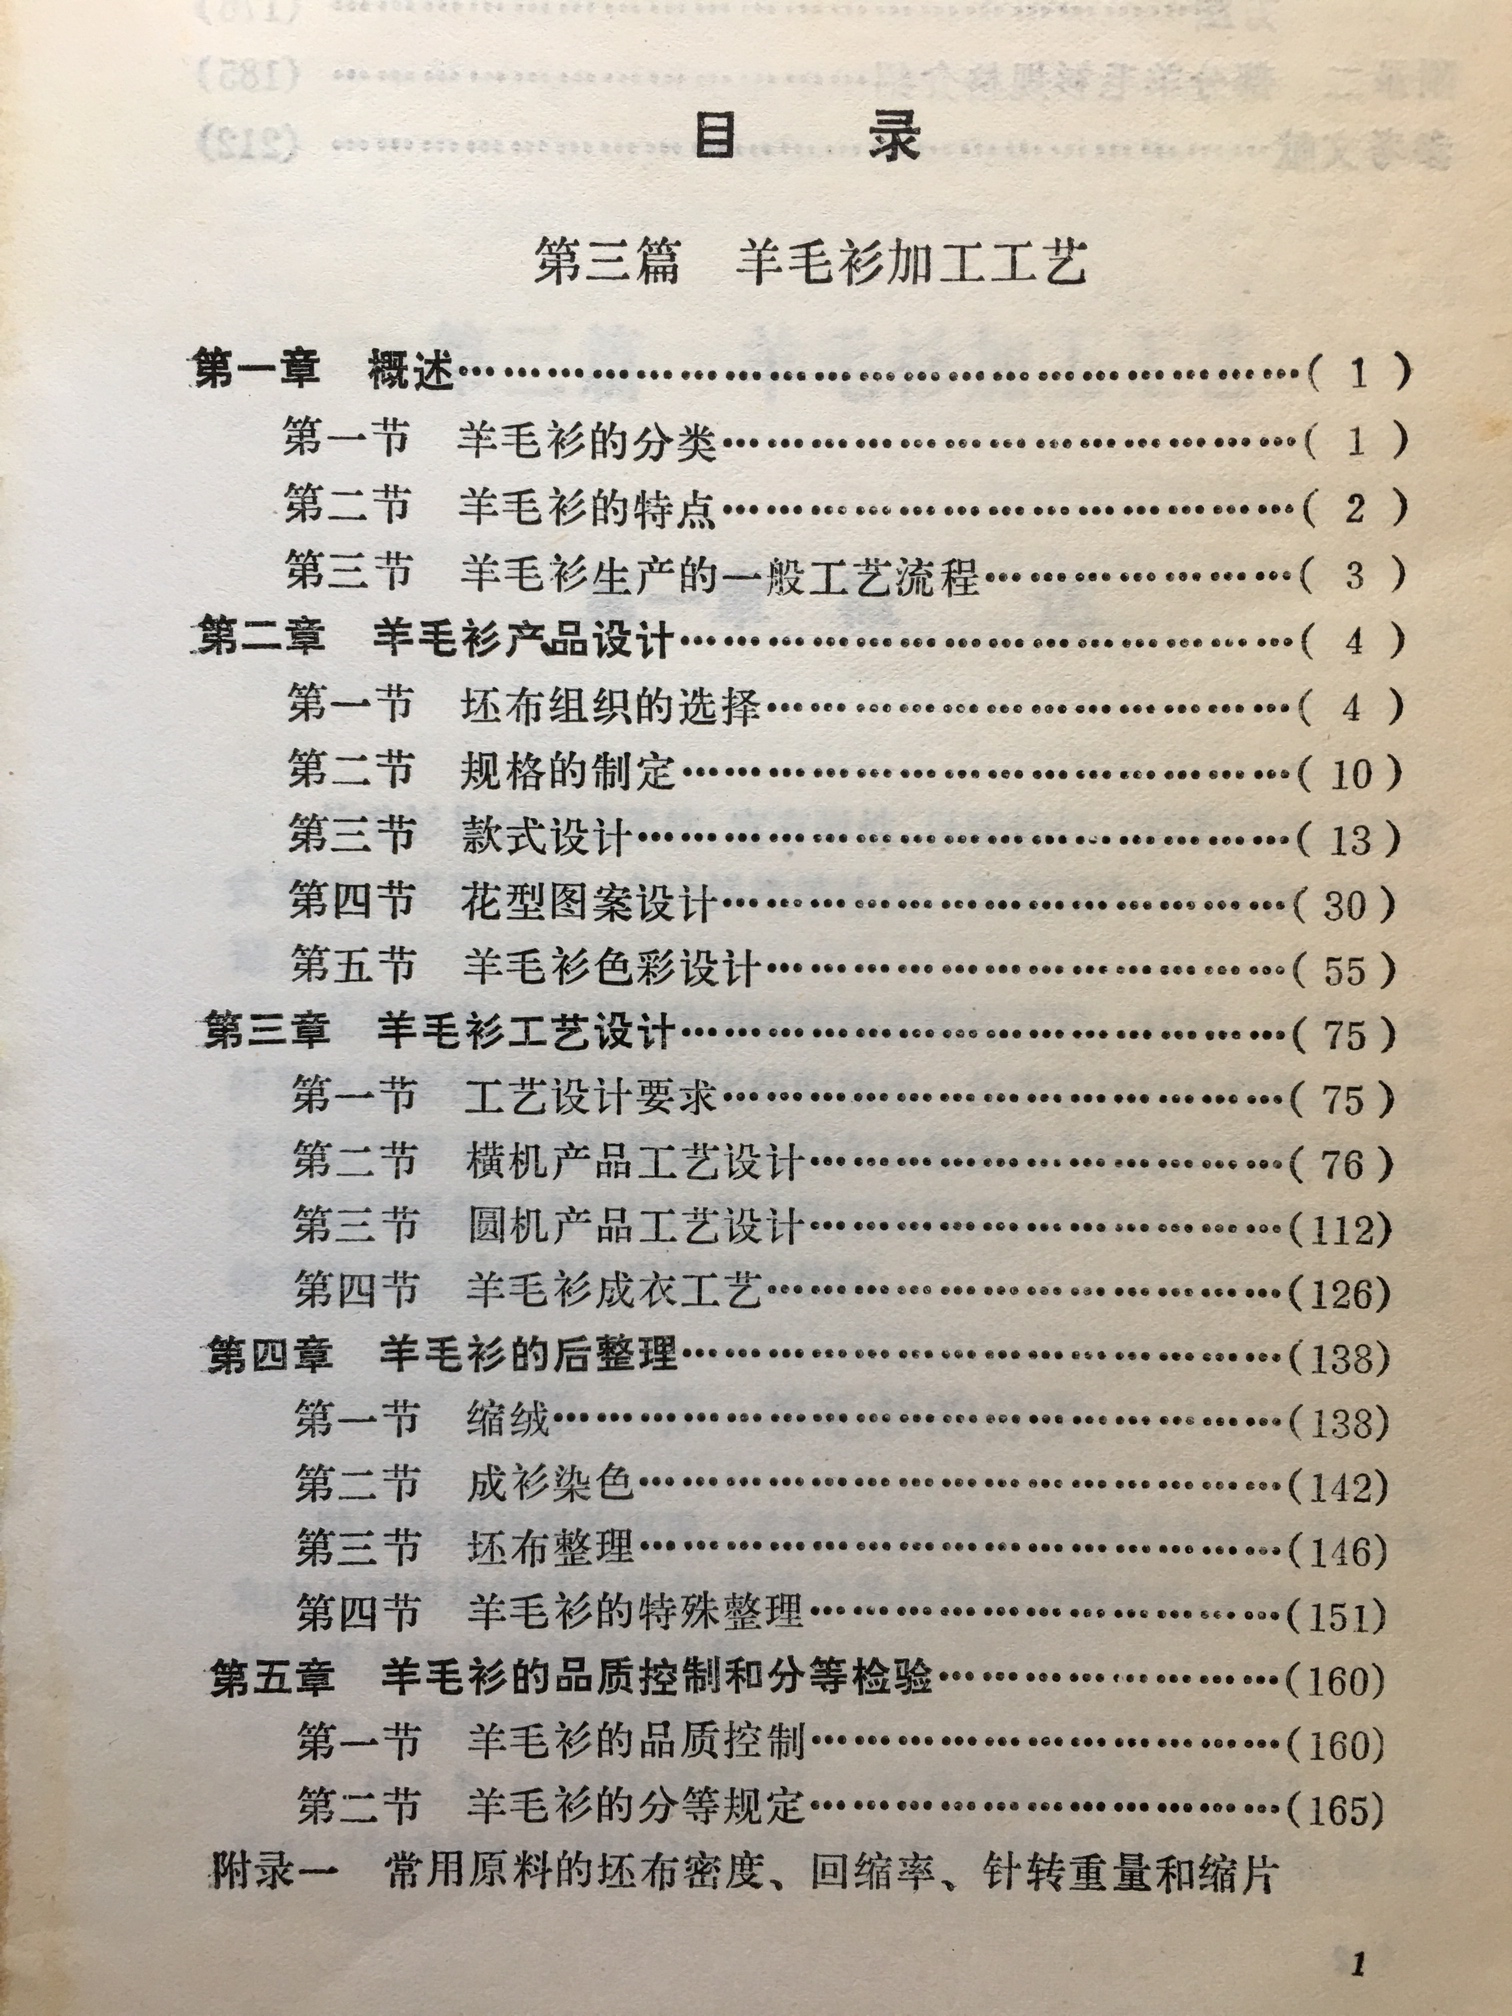 目 录
第三篇 羊毛衫加工工艺
第一章 概述……………………………………………( 1 )
第一节 羊毛衫的分类………………………………( 1 )
第二节 羊毛衫的特点………………………………( 2 )
第三节 羊毛衫生产的一般工艺流程………………( 3 )
第二章 羊毛衫产品设计………………………………( 4 )
第一节 坯布组织的选择……………………………( 4 )
第二节 规格的制定…………………………………( 10 )
第三节 款式设计……………………………………( 13 )
第四节 花型图案设计………………………………( 30 )
第五节 羊毛衫色彩设计……………………………( 55 )
第三章 羊毛衫工艺设计………………………………( 75 )
第一节 工艺设计要求………………………………( 75 )
第二节 横机产品工艺设计…………………………( 76 )
第三节 圆机产品工艺设计…………………………(112)
第四节 羊毛衫成衣工艺……………………………(126)
第四章 羊毛衫的后整理………………………………(138)
第一节 缩绒…………………………………………(138)
第二节 成衫染色……………………………………(142)
第三节 坯布整理……………………………………(146)
第四节 羊毛衫的特殊整理…………………………(151)
第五章 羊毛衫的品质控制和分等检验………………(160)
第一节 羊毛衫的品质控制…………………………(160)
第二节 羊毛衫的分等规定…………………………(165)
附录一 常用原料的坯布密度、回缩率、针转重量和缩片
1